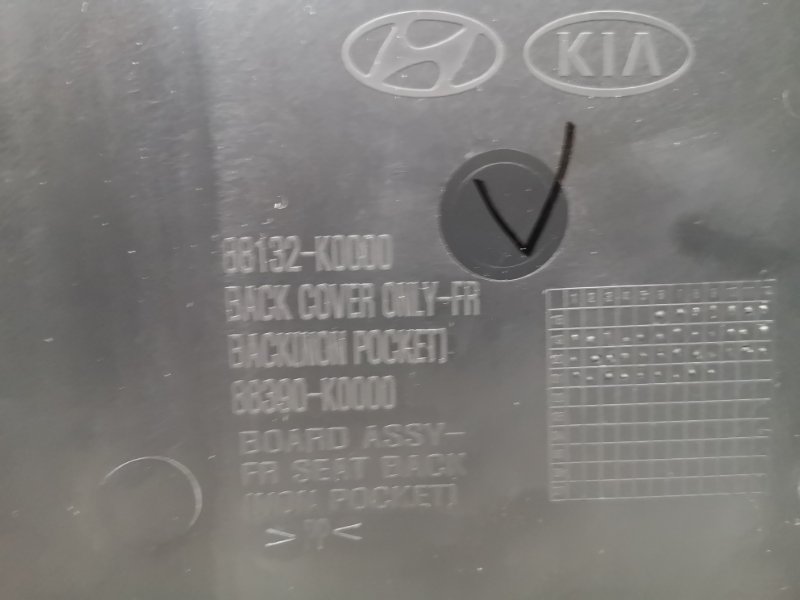 KIA
88132-K0000
BACK COVER ONLY-FR
BACK(NON POCKET)
88390-K0000
BOARD ASSY-
FR SEAT BACK
(NON POCKET)
>PP<